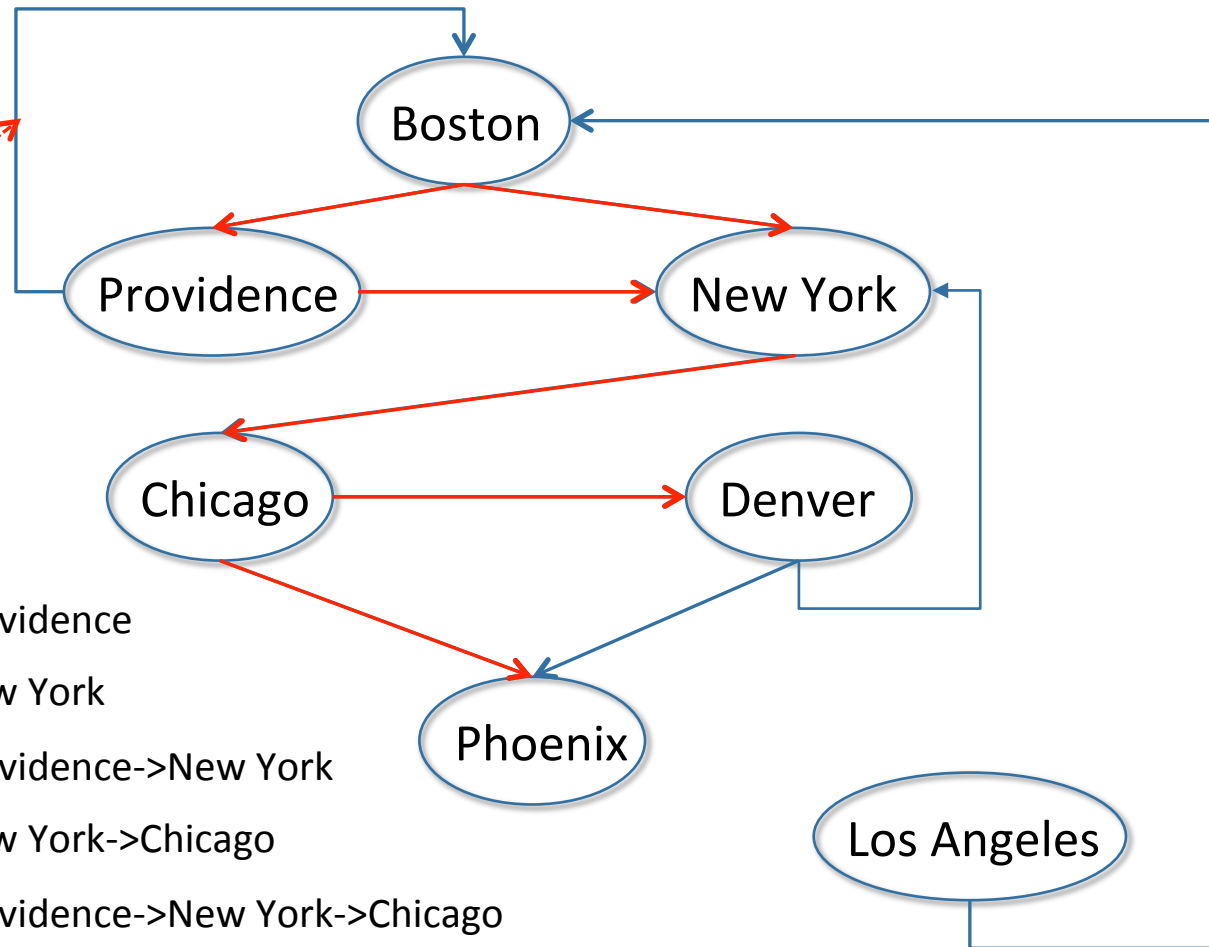 Boston
Providence
New York
Chicago
Denver
vidence
w York
Phoenix
vidence->New York
w York->Chicago
Los Angeles
vidence->New York->Chicago